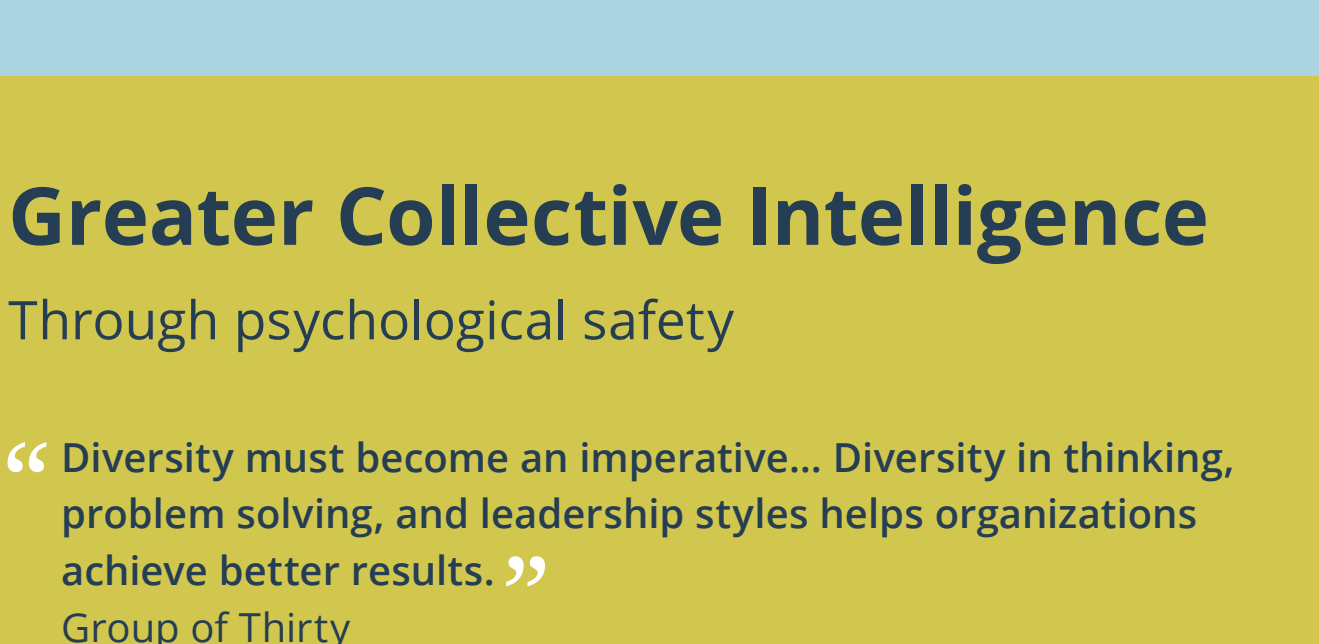 Greater Collective Intelligence
Through psychological safety
“ Diversity must become an imperative... Diversity in thinking,
problem solving, and leadership styles helps organizations
achieve better results. ”
Group of Thirty